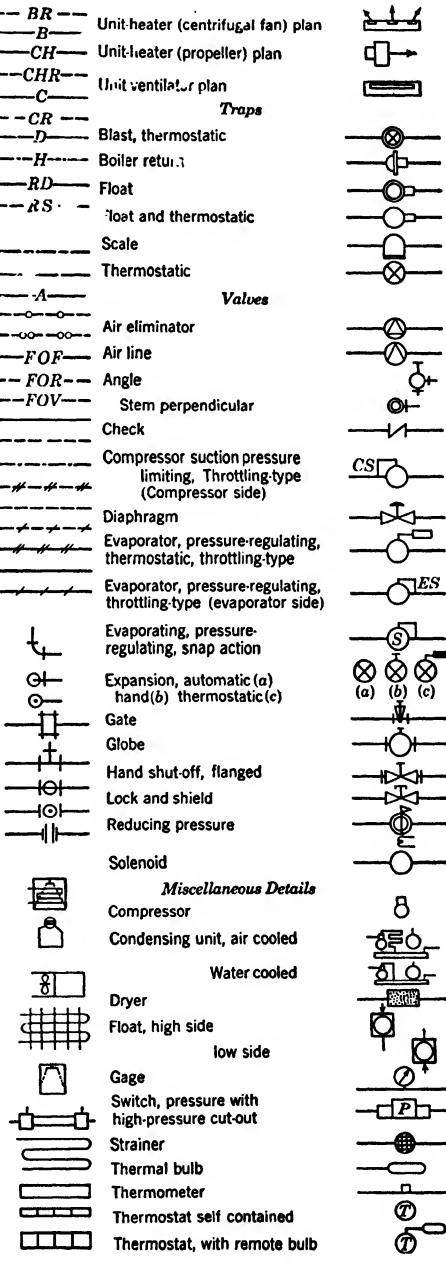 BR
Unit-heater (centrifugal fan) plan
B
CH Unit-heater (propeller) plan
CHR
Unit ventilator plan
C
Traps
CR
D Blast, thermostatic
H Boiler return
RD Float
RS
Float and thermostatic
Scale
Thermostatic
A Valves
Air eliminator
FOF Air line
FOR Angle
FOV Stem perpendicular
Check
Compressor suction pressure
limiting, Throttling-type CS
(Compressor side)
Diaphragm
Evaporator, pressure-regulating,
thermostatic, throttling-type
Evaporator, pressure-regulating, ES
throttling-type (evaporator side)
Evaporating, pressure- S
regulating, snap action
Expansion, automatic (a)
hand (b) thermostatic (c) (a) (b) (c)
Gate
Globe
Hand shut-off, flanged
Lock and shield
Reducing pressure
Solenoid
Miscellaneous Details
Compressor
Condensing unit, air cooled
Water cooled
Dryer
Float, high side
low side
Gage
Switch, pressure with P
high-pressure cut-out
Strainer
Thermal bulb
Thermometer
Thermostat self contained T
Thermostat, with remote bulb T